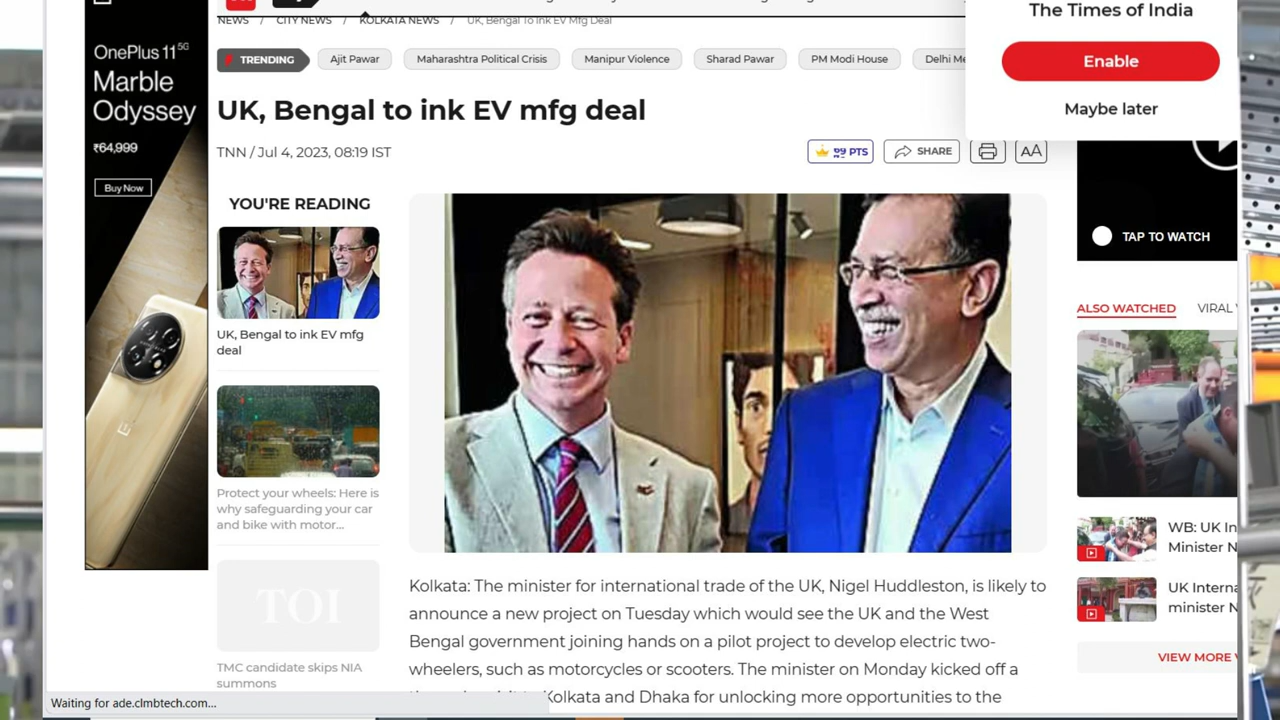 The Times of India
Enable
Maybe later
NEWS / CITY NEWS / KOLKATA NEWS / UK, Bengal To Ink EV Mfg Deal
TRENDING
Ajit Pawar
Maharashtra Political Crisis
Manipur Violence
Sharad Pawar
PM Modi House
Delhi Me
OnePlus 11 5G
Marble
Odyssey
₹64,999
Buy Now
UK, Bengal to ink EV mfg deal
TNN / Jul 4, 2023, 08:19 IST
PTS
SHARE
AA
YOU'RE READING
UK, Bengal to ink EV mfg
deal
Protect your wheels: Here is
why safeguarding your car
and bike with motor...
TOI
TMC candidate skips NIA
summons
Kolkata: The minister for international trade of the UK, Nigel Huddleston, is likely to
announce a new project on Tuesday which would see the UK and the West
Bengal government joining hands on a pilot project to develop electric two-
wheelers, such as motorcycles or scooters. The minister on Monday kicked off a
Kolkata and Dhaka for unlocking more opportunities to the
TAP TO WATCH
ALSO WATCHED
VIRAL
WB: UK In
Minister N
UK Interna
minister N
VIEW MORE
Waiting for ade.clmbtech.com...